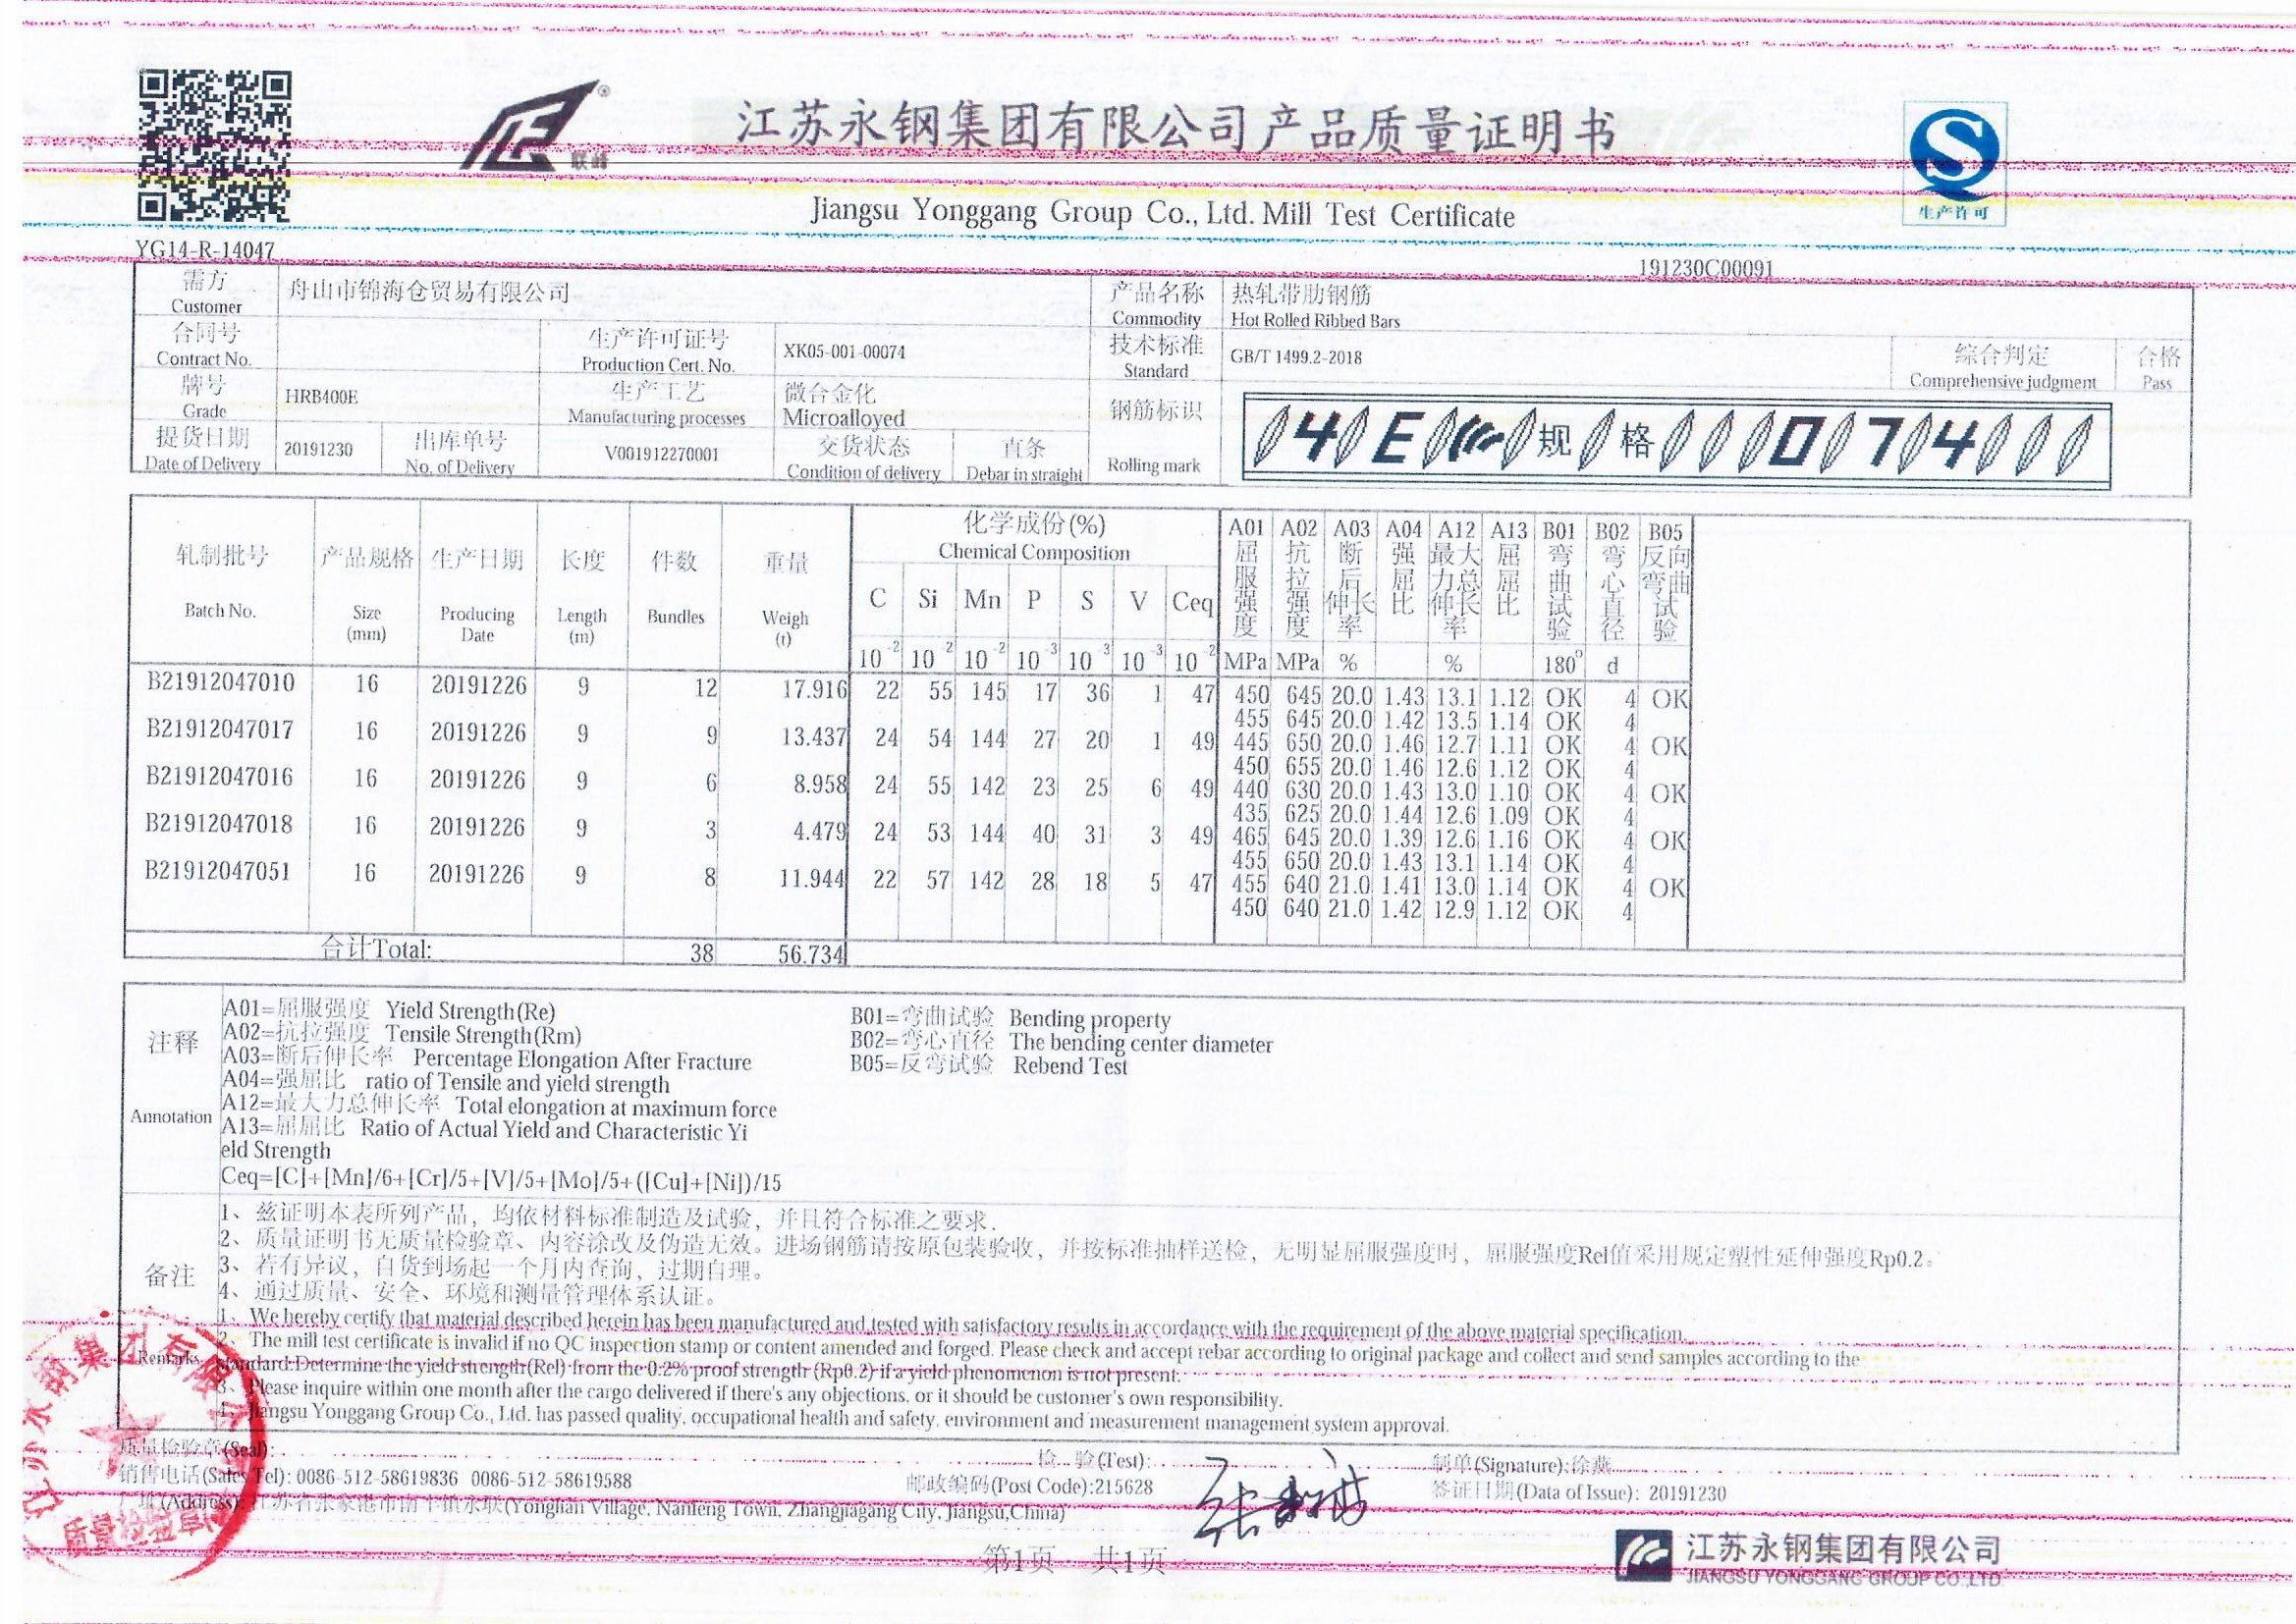 联峰
江苏永钢集团有限公司产品质量证明书
生产许可
Jiangsu Yonggang Group Co., Ltd. Mill Test Certificate
YG14-R-14047
191230C00091
需方 Customer 舟山市锦海仓贸易有限公司 产品名称 Commodity 热轧带肋钢筋 Hot Rolled Ribbed Bars
合同号 Contract No. 生产许可证号 Production Cert. No. XK05-001-00074 技术标准 Standard GB/T 1499.2-2018 综合判定 Comprehensive judgment 合格 Pass
牌号 Grade HRB400E 生产工艺 Manufacturing processes 微合金化 Microalloyed 钢筋标识 Rolling mark 4 E 规 格 0 7 4
提货日期 Date of Delivery 20191230 出库单号 No. of Delivery V001912270001 交货状态 Condition of delivery 直条 Debar in straight
轧制批号 产品规格 生产日期 长度 件数 重量 化学成份(%) A01 A02 A03 A04 A12 A13 B01 B02 B05
Batch No. Size (mm) Producing Date Length (m) Bundles Weigh (t) Chemical Composition 屈服强度 抗拉强度 断后伸长率 强屈比 最大力总伸长率 屈屈比 弯曲试验 弯心直径 反向弯曲试验
C Si Mn P S V Ceq
10-2 10-2 10-2 10-3 10-3 10-3 10-2 MPa MPa % % 180° d
B21912047010 16 20191226 9 12 17.916 22 55 145 17 36 1 47 450 645 20.0 1.43 13.1 1.12 OK 4 OK
455 645 20.0 1.42 13.5 1.14 OK 4
B21912047017 16 20191226 9 9 13.437 24 54 144 27 20 1 49 445 650 20.0 1.46 12.7 1.11 OK 4 OK
450 655 20.0 1.46 12.6 1.12 OK 4
B21912047016 16 20191226 9 6 8.958 24 55 142 23 25 6 49 440 630 20.0 1.43 13.0 1.10 OK 4 OK
435 625 20.0 1.44 12.6 1.09 OK 4
B21912047018 16 20191226 9 3 4.479 24 53 144 40 31 3 49 465 645 20.0 1.39 12.6 1.16 OK 4 OK
455 650 20.0 1.43 13.1 1.14 OK 4
B21912047051 16 20191226 9 8 11.944 22 57 142 28 18 5 47 455 640 21.0 1.41 13.0 1.14 OK 4 OK
450 640 21.0 1.42 12.9 1.12 OK 4
合计Total: 38 56.734
注释
Annotation
A01=屈服强度 Yield Strength(Re)
A02=抗拉强度 Tensile Strength(Rm)
A03=断后伸长率 Percentage Elongation After Fracture
A04=强屈比 ratio of Tensile and yield strength
A12=最大力总伸长率 Total elongation at maximum force
A13=屈屈比 Ratio of Actual Yield and Characteristic Yi
eld Strength
Ceq=[C]+[Mn]/6+[Cr]/5+[V]/5+[Mo]/5+([Cu]+[Ni])/15
B01=弯曲试验 Bending property
B02=弯心直径 The bending center diameter
B05=反弯试验 Rebend Test
备注
Remarks
1、兹证明本表所列产品，均依材料标准制造及试验，并且符合标准之要求.
2、质量证明书无质量检验章、内容涂改及伪造无效。进场钢筋请按原包装验收，并按标准抽样送检，无明显屈服强度时，屈服强度Rel值采用规定塑性延伸强度Rp0.2。
3、若有异议，自货到场起一个月内查询，过期自理。
4、通过质量、安全、环境和测量管理体系认证。
1、We hereby certify that material described herein has been manufactured and tested with satisfactory results in accordance with the requirement of the above material specification.
2、The mill test certificate is invalid if no QC inspection stamp or content amended and forged. Please check and accept rebar according to original package and collect and send samples according to the
standard.Determine the yield strength(Rel) from the 0.2% proof strength (Rp0.2) if a yield phenomenon is not present.
3、Please inquire within one month after the cargo delivered if there's any objections, or it should be customer's own responsibility.
4、Jiangsu Yonggang Group Co., Ltd. has passed quality, occupational health and safety, environment and measurement management system approval.
质量检验章(Seal): 检 验(Test): 制单(Signature):徐燕
销售电话(Sales Tel): 0086-512-58619836 0086-512-58619588 邮政编码(Post Code):215628 签证日期(Data of Issue): 20191230
厂址(Address): 江苏省张家港市南丰镇永联(Yonglian Village, Nanfeng Town, Zhangjiagang City, Jiangsu,China)
江苏永钢集团有限公司
质量检验章
第1页 共1页
江苏永钢集团有限公司
JIANGSU YONGGANG GROUP CO.,LTD.